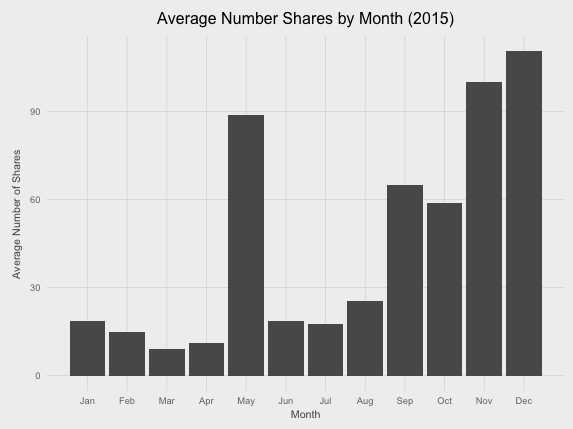 Average Number Shares by Month (2015)
Average Number of Shares
90
60
30
0
Jan Feb Mar Apr May Jun Jul Aug Sep Oct Nov Dec
Month